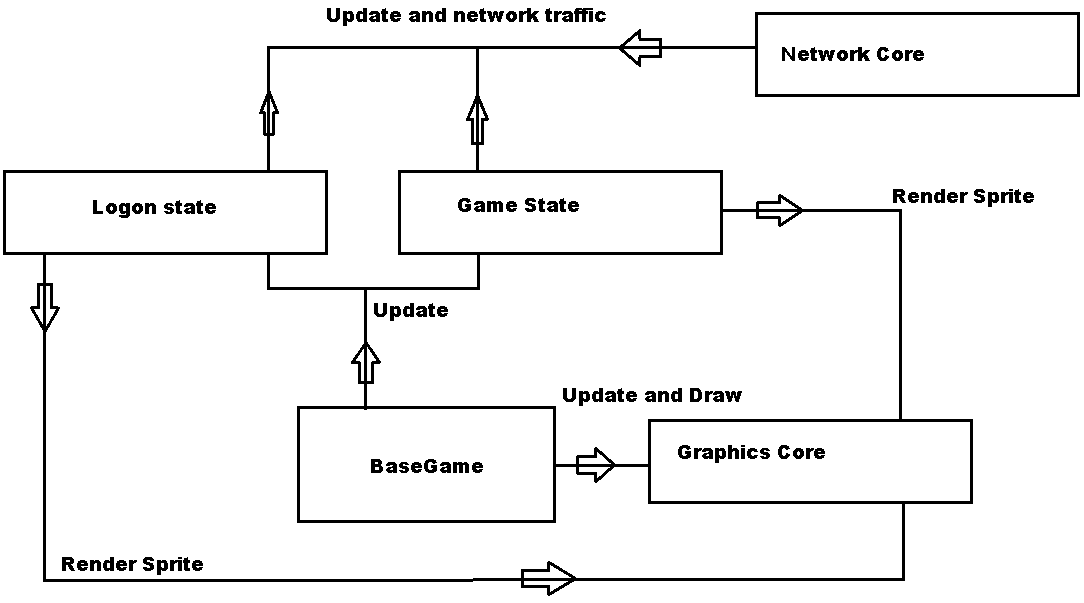 Update and network traffic
Network Core
Logon state
Game State
Render Sprite
Update
Update and Draw
BaseGame
Graphics Core
Render Sprite